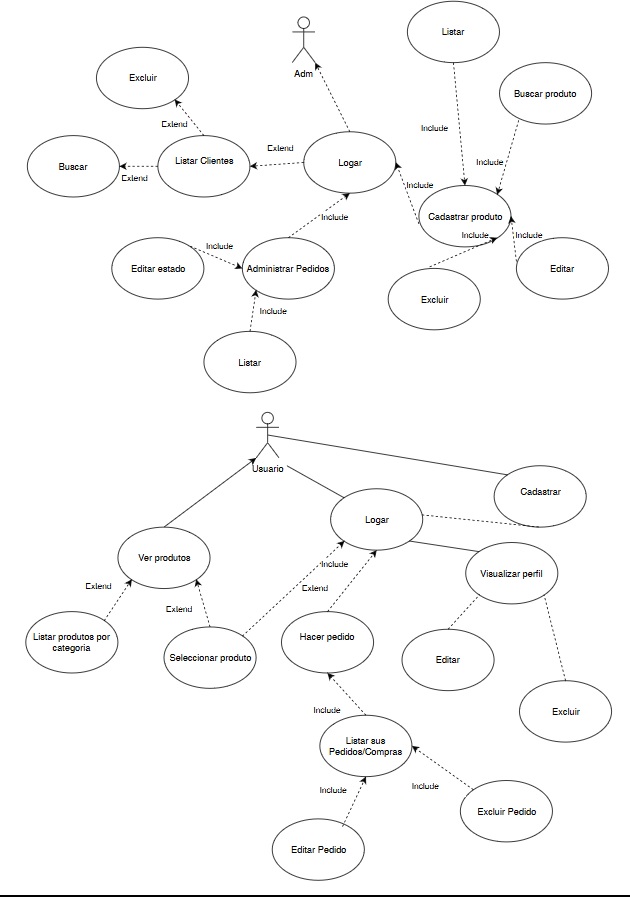 Listar
Adm
Excluir
Buscar produto
Extend
Include
Extend
Buscar
Listar Clientes
Logar
Include
Extend
Include
Cadastrar produto
Include
Include
Include
Include
Editar estado
Administrar Pedidos
Editar
Excluir
Include
Listar
Usuario
Cadastrar
Logar
Ver produtos
Include
Visualizar perfil
Extend
Extend
Extend
Listar produtos por
categoria
Hacer pedido
Seleccionar produto
Editar
Include
Excluir
Listar sus
Pedidos/Compras
Include
Include
Excluir Pedido
Editar Pedido